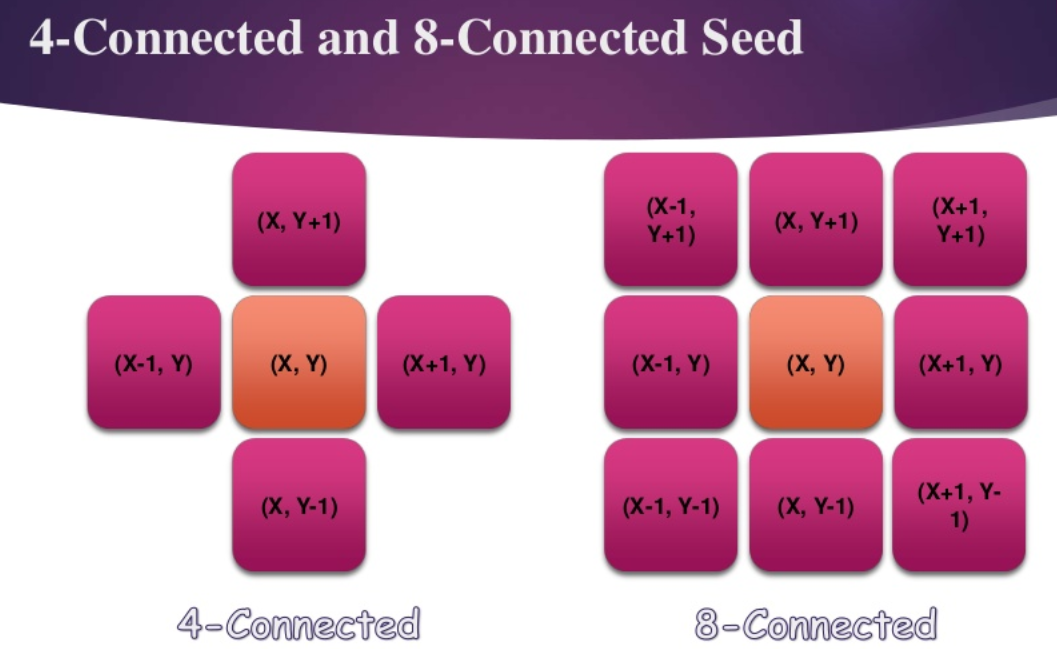 4-Connected and 8-Connected Seed
(X, Y+1)
(X-1, Y)
(X, Y)
(X+1, Y)
(X, Y-1)
4-Connected
(X-1,
Y+1)
(X, Y+1)
(X+1,
Y+1)
(X-1, Y)
(X, Y)
(X+1, Y)
(X-1, Y-1)
(X, Y-1)
(X+1, Y-
1)
8-Connected